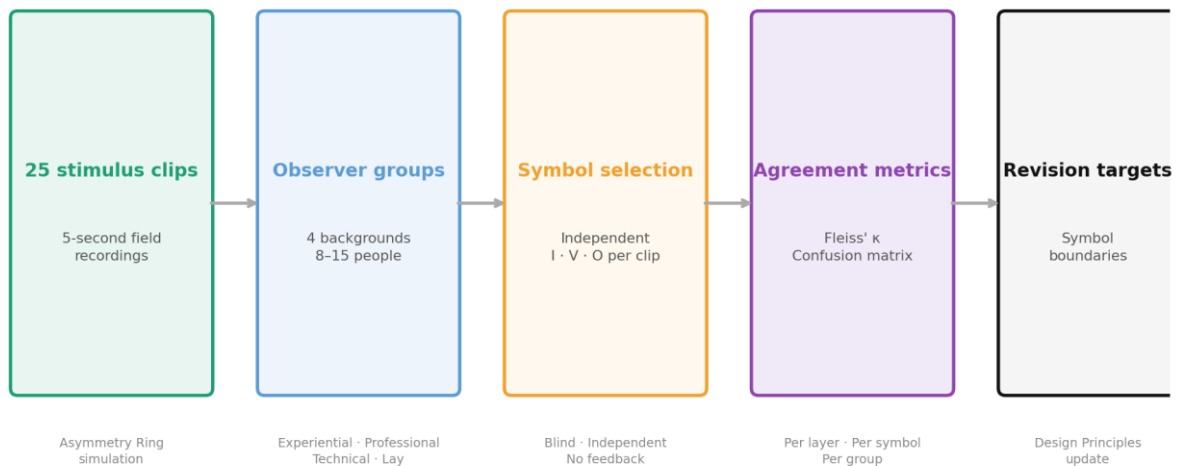 25 stimulus clips
5-second field
recordings
Asymmetry Ring
simulation
Observer groups
4 backgrounds
8–15 people
Experiential · Professional
Technical · Lay
Symbol selection
Independent
I · V · O per clip
Blind · Independent
No feedback
Agreement metrics
Fleiss' κ
Confusion matrix
Per layer · Per symbol
Per group
Revision targets
Symbol
boundaries
Design Principles
update